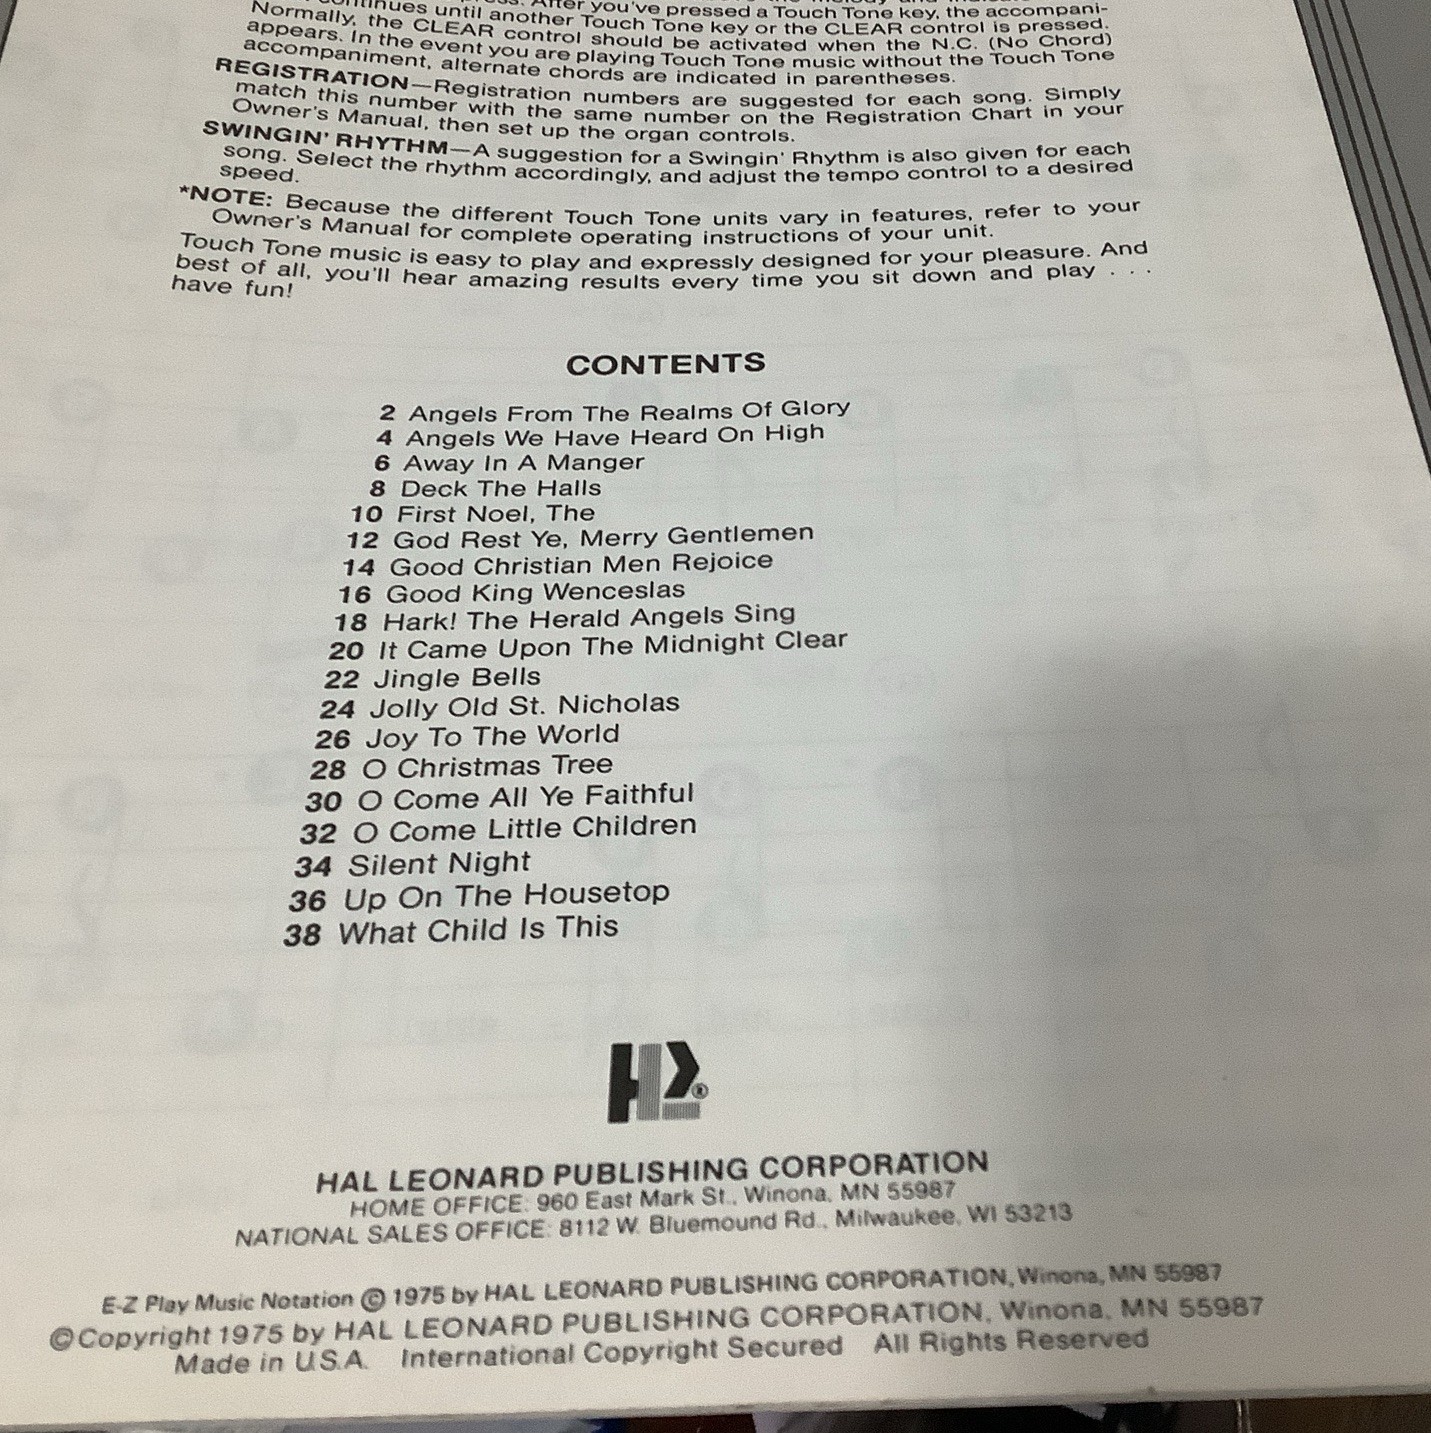 After you've pressed a Touch Tone key, the accompani-
continues until another Touch Tone key or the CLEAR control is pressed.
Normally, the CLEAR control should be activated when the N.C. (No Chord)
appears. In the event you are playing Touch Tone music without the Touch Tone
accompaniment, alternate chords are indicated in parentheses.
REGISTRATION—Registration numbers are suggested for each song. Simply
match this number with the same number on the Registration Chart in your
Owner's Manual, then set up the organ controls.
SWINGIN' RHYTHM—A suggestion for a Swingin' Rhythm is also given for each
song. Select the rhythm accordingly, and adjust the tempo control to a desired
speed.
*NOTE: Because the different Touch Tone units vary in features, refer to your
Owner's Manual for complete operating instructions of your unit.
Touch Tone music is easy to play and expressly designed for your pleasure. And
best of all, you'll hear amazing results every time you sit down and play . . .
have fun!
CONTENTS
2 Angels From The Realms Of Glory
4 Angels We Have Heard On High
6 Away In A Manger
8 Deck The Halls
10 First Noel, The
12 God Rest Ye, Merry Gentlemen
14 Good Christian Men Rejoice
16 Good King Wenceslas
18 Hark! The Herald Angels Sing
20 It Came Upon The Midnight Clear
22 Jingle Bells
24 Jolly Old St. Nicholas
26 Joy To The World
28 O Christmas Tree
30 O Come All Ye Faithful
32 O Come Little Children
34 Silent Night
36 Up On The Housetop
38 What Child Is This
HL®
HAL LEONARD PUBLISHING CORPORATION
HOME OFFICE: 960 East Mark St., Winona, MN 55987
NATIONAL SALES OFFICE: 8112 W. Bluemound Rd., Milwaukee, WI 53213
E-Z Play Music Notation © 1975 by HAL LEONARD PUBLISHING CORPORATION, Winona, MN 55987
© Copyright 1975 by HAL LEONARD PUBLISHING CORPORATION, Winona, MN 55987
Made in U.S.A. International Copyright Secured All Rights Reserved